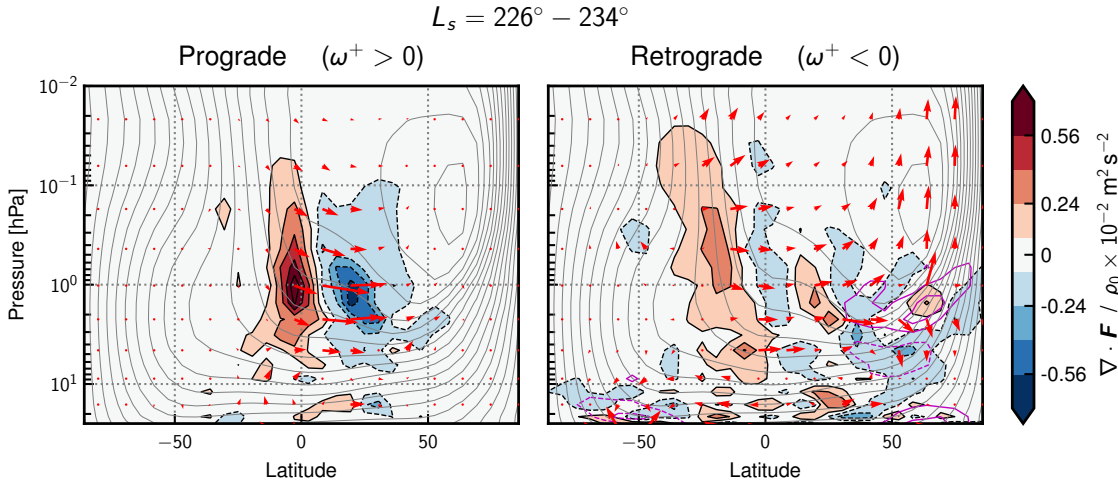 L_s = 226° − 234°
Prograde (ω⁺ > 0)
Retrograde (ω⁺ < 0)
10⁻²
10⁻¹
10⁰
10¹
Pressure [hPa]
−50
0
50
Latitude
−50
0
50
Latitude
0.56
0.24
0
-0.24
-0.56
∇ · F / ρ₀ × 10⁻² m s⁻²